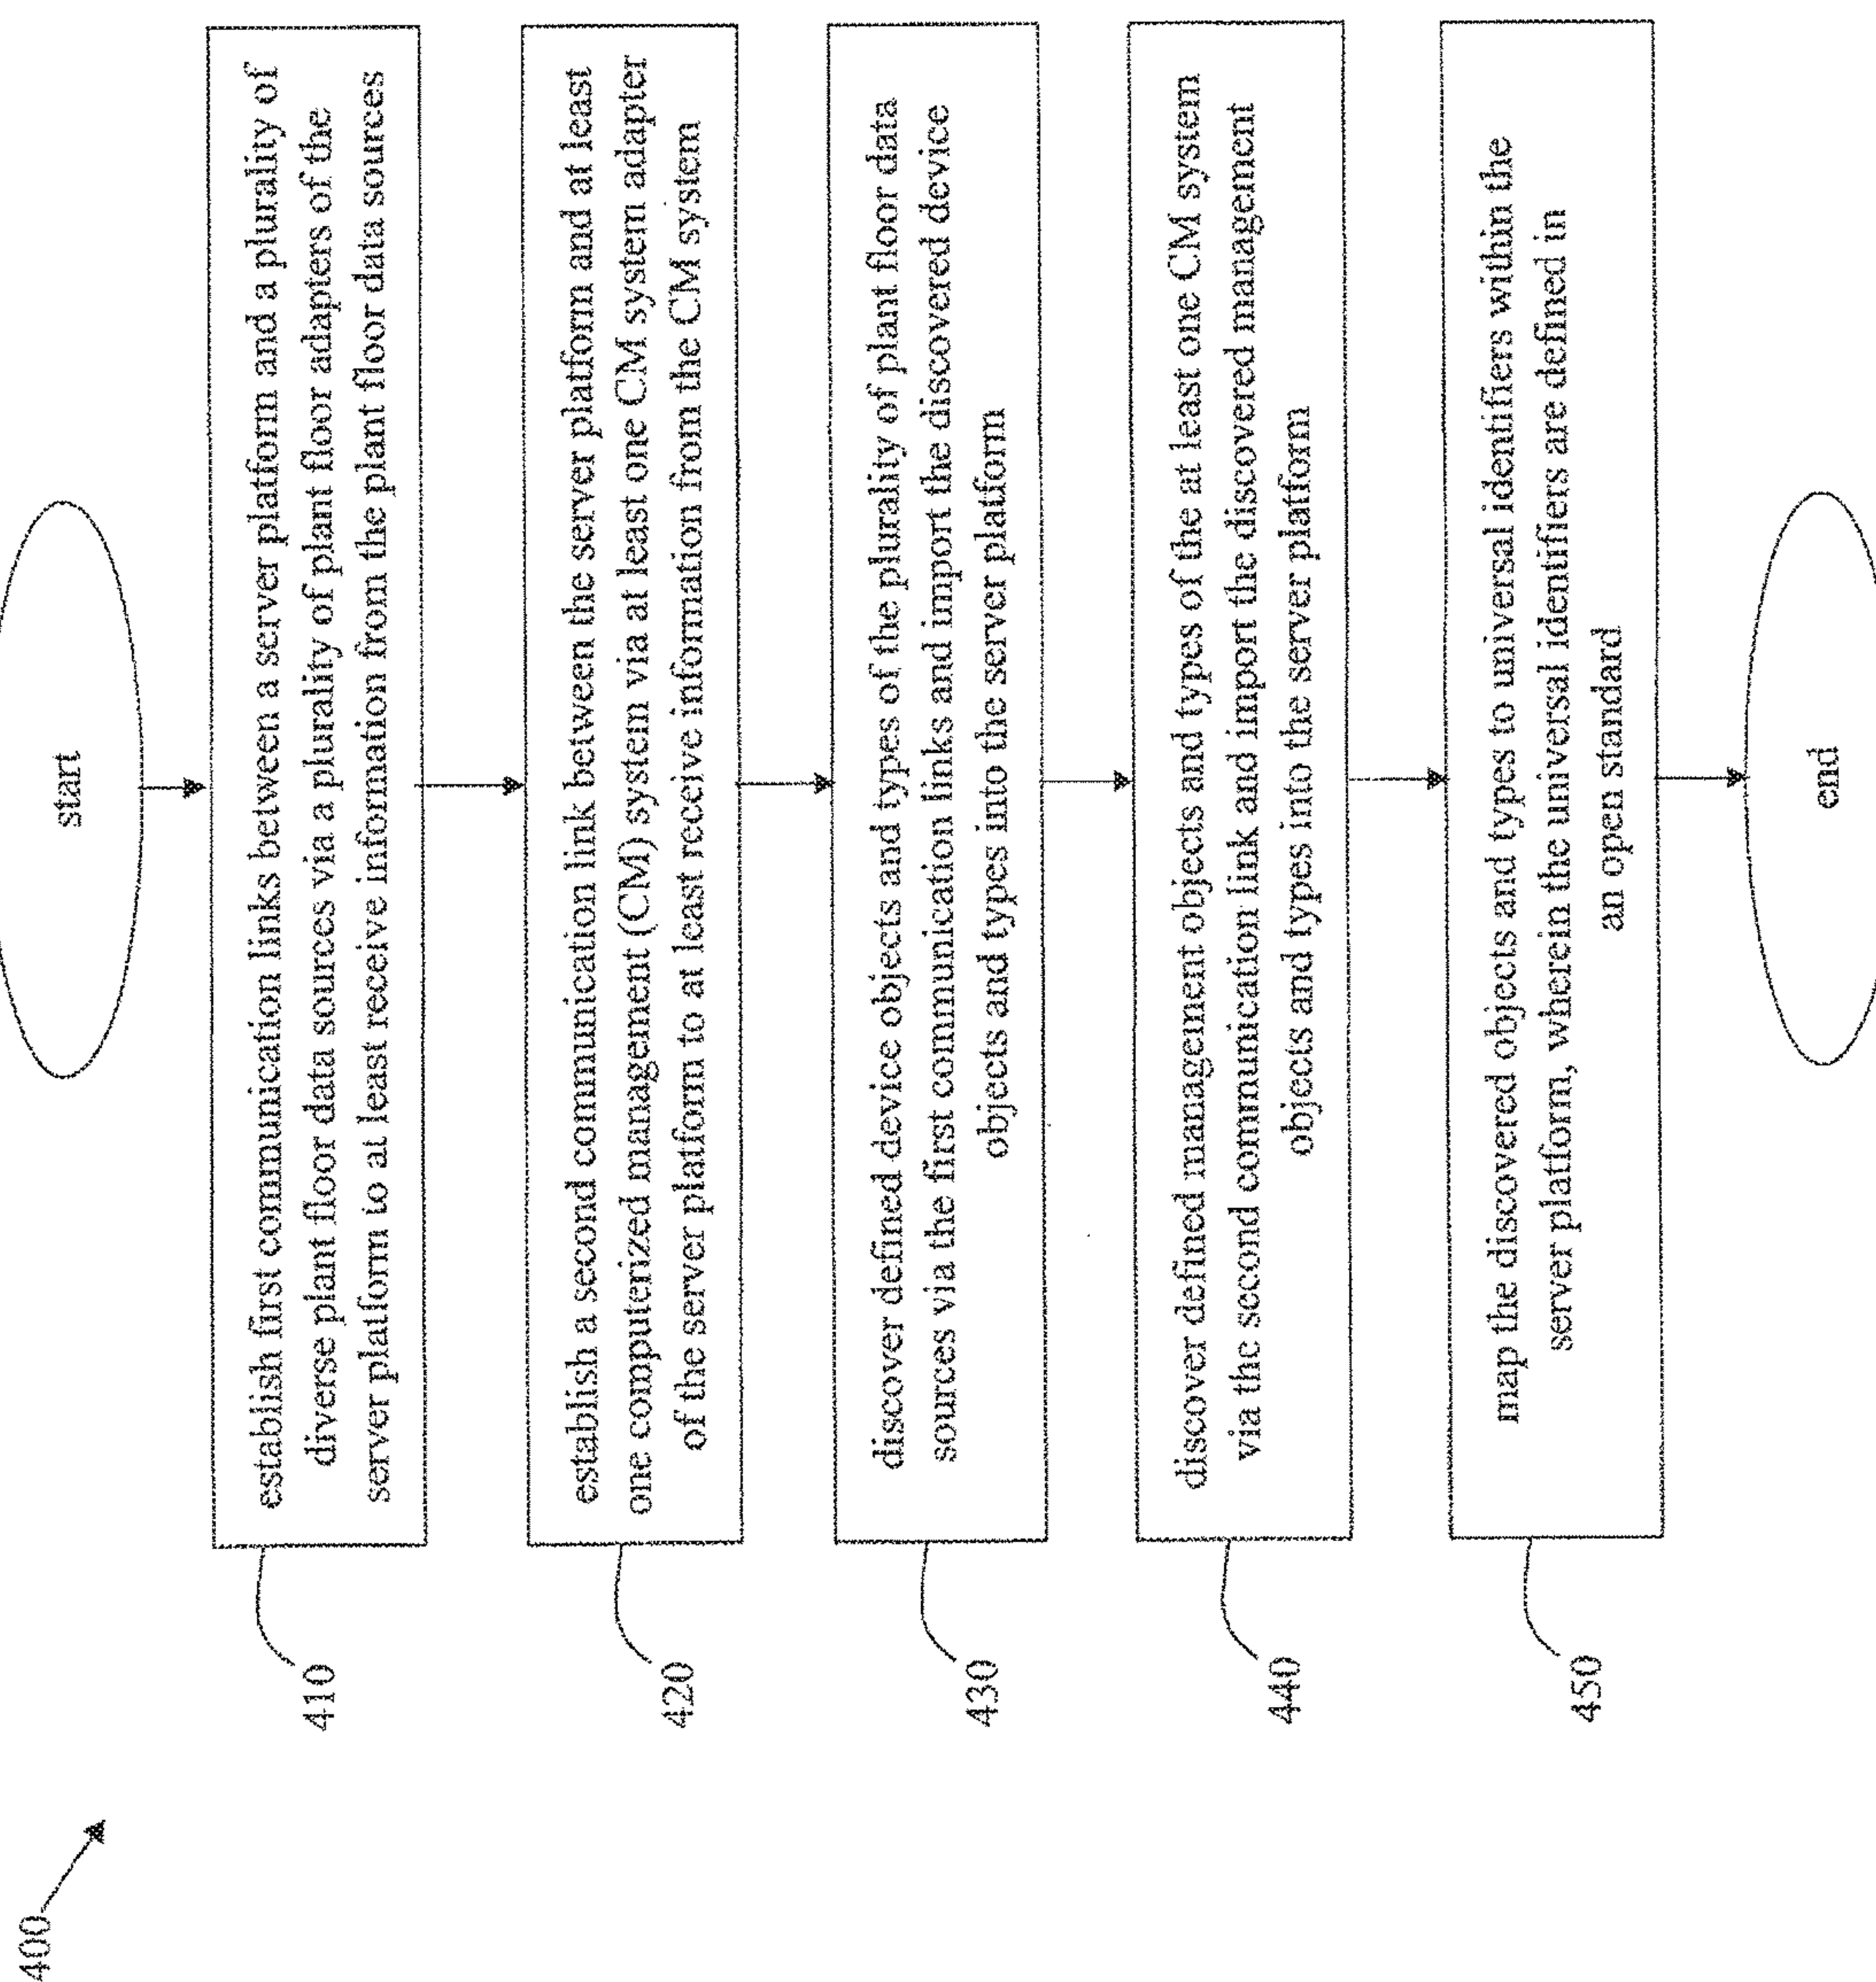 400
start
410
establish first communication links between a server platform and a plurality of
diverse plant floor data sources via a plurality of plant floor adapters of the
server platform to at least receive information from the plant floor data sources
420
establish a second communication link between the server platform and at least
one computerized management (CM) system via at least one CM system adapter
of the server platform to at least receive information from the CM system
430
discover defined device objects and types of the plurality of plant floor data
sources via the first communication links and import the discovered device
objects and types into the server platform
440
discover defined management objects and types of the at least one CM system
via the second communication link and import the discovered management
objects and types into the server platform
450
map the discovered objects and types to universal identifiers within the
server platform, wherein the universal identifiers are defined in
an open standard
end